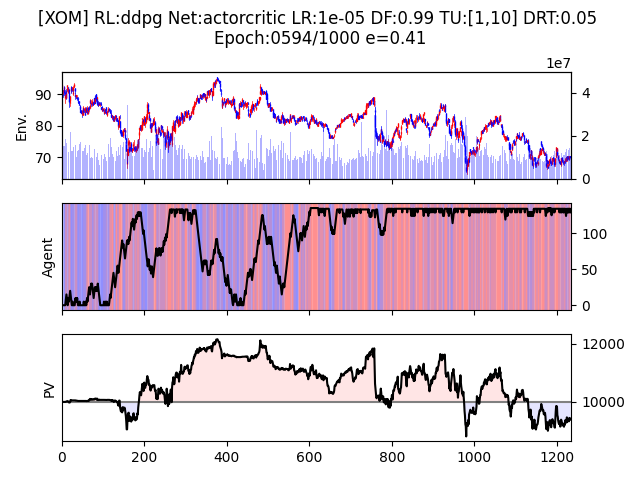 [XOM] RL:ddpg Net:actorcritic LR:1e-05 DF:0.99 TU:[1,10] DRT:0.05
Epoch:0594/1000 e=0.41
1e7
Env.
90
80
70
4
2
0
Agent
100
50
0
PV
12000
10000
0 200 400 600 800 1000 1200